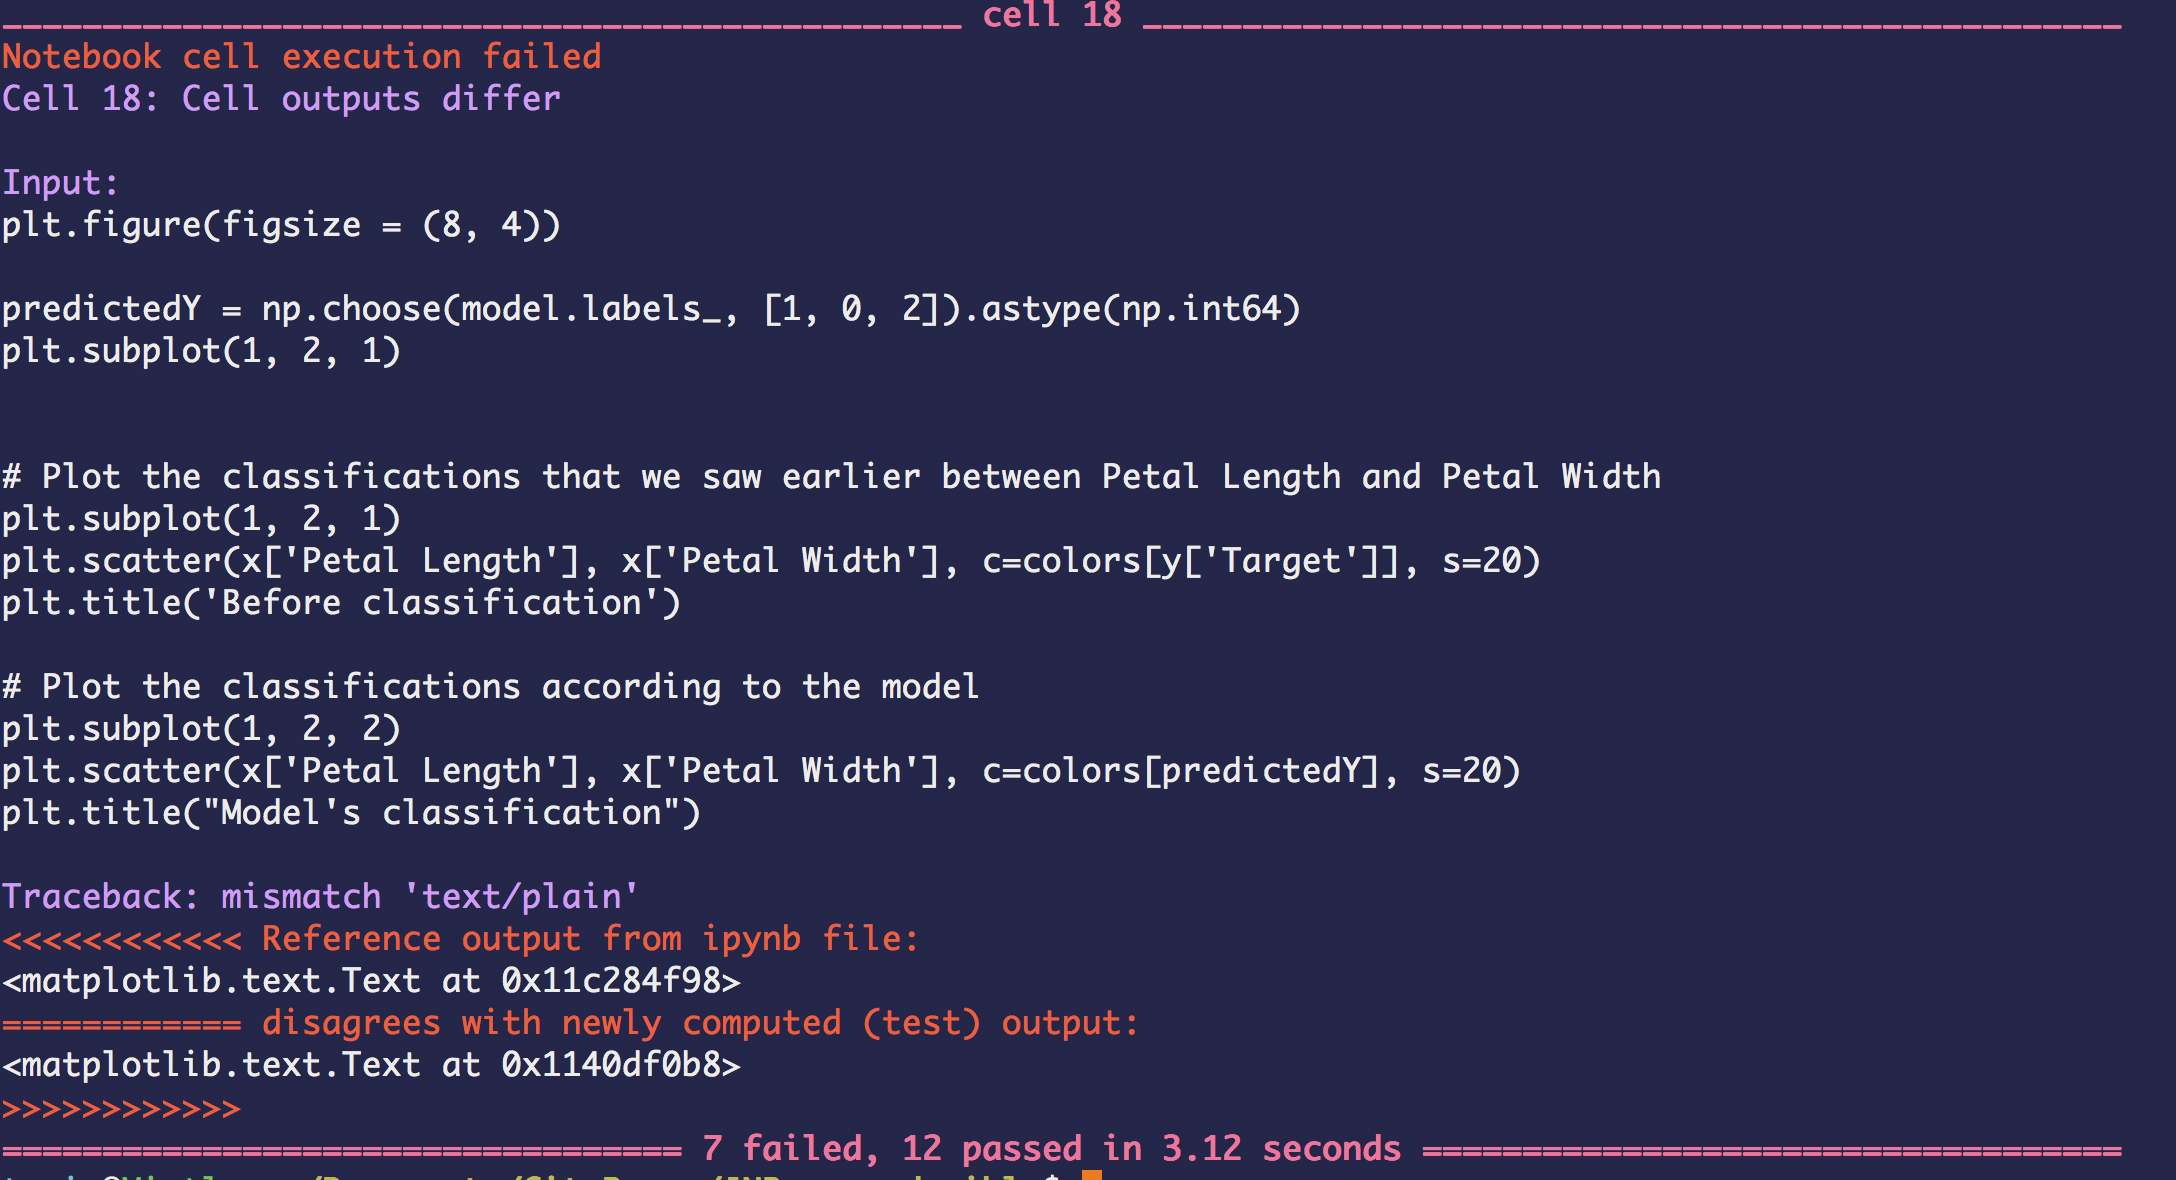 ________________________________________________ cell 18 _________________________________________________
Notebook cell execution failed
Cell 18: Cell outputs differ
Input:
plt.figure(figsize = (8, 4))
predictedY = np.choose(model.labels_, [1, 0, 2]).astype(np.int64)
plt.subplot(1, 2, 1)
# Plot the classifications that we saw earlier between Petal Length and Petal Width
plt.subplot(1, 2, 1)
plt.scatter(x['Petal Length'], x['Petal Width'], c=colors[y['Target']], s=20)
plt.title('Before classification')
# Plot the classifications according to the model
plt.subplot(1, 2, 2)
plt.scatter(x['Petal Length'], x['Petal Width'], c=colors[predictedY], s=20)
plt.title("Model's classification")
Traceback: mismatch 'text/plain'
<<<<<<<<<<<< Reference output from ipynb file:
<matplotlib.text.Text at 0x11c284f98>
============ disagrees with newly computed (test) output:
<matplotlib.text.Text at 0x1140df0b8>
>>>>>>>>>>>>
================================== 7 failed, 12 passed in 3.12 seconds ===================================